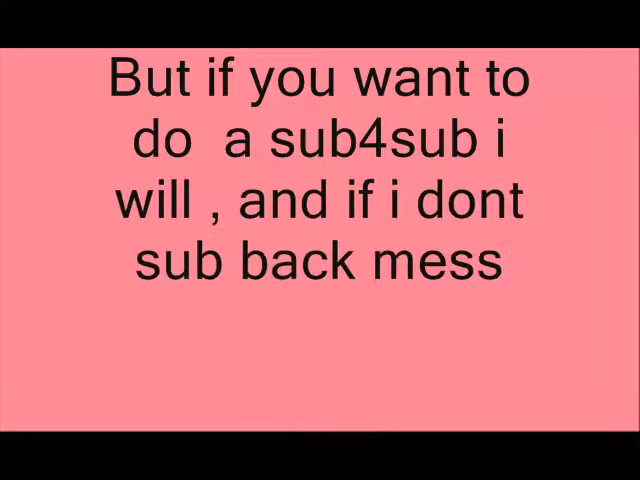 But if you want to
do  a sub4sub i
will , and if i dont
sub back mess